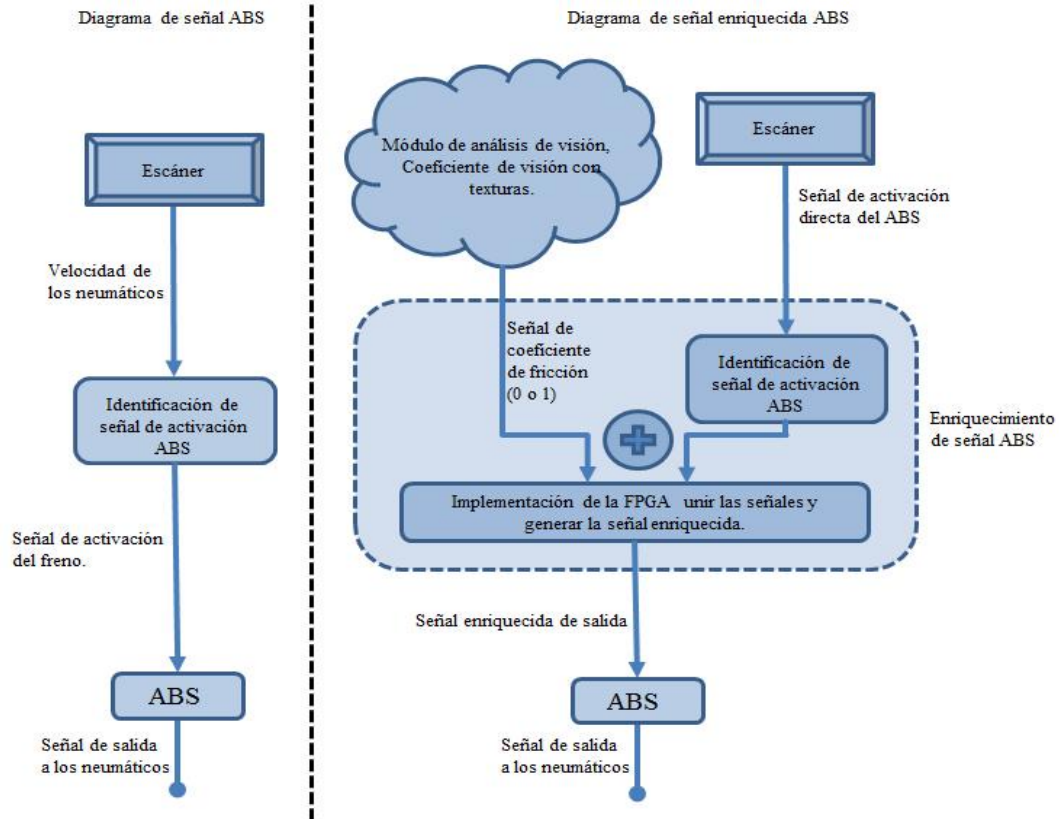 Diagrama de señal ABS
Escáner
Velocidad de
los neumáticos
Identificación de
señal de activación
ABS
Señal de activación
del freno.
ABS
Señal de salida
a los neumáticos
Diagrama de señal enriquecida ABS
Módulo de análisis de visión,
Coeficiente de visión con
texturas.
Escáner
Señal de activación
directa del ABS
Señal de
coeficiente
de fricción
(0 o 1)
Identificación de
señal de activación
ABS
Enriquecimiento
de señal ABS
Implementación de la FPGA unir las señales y
generar la señal enriquecida.
Señal enriquecida de salida
ABS
Señal de salida
a los neumáticos